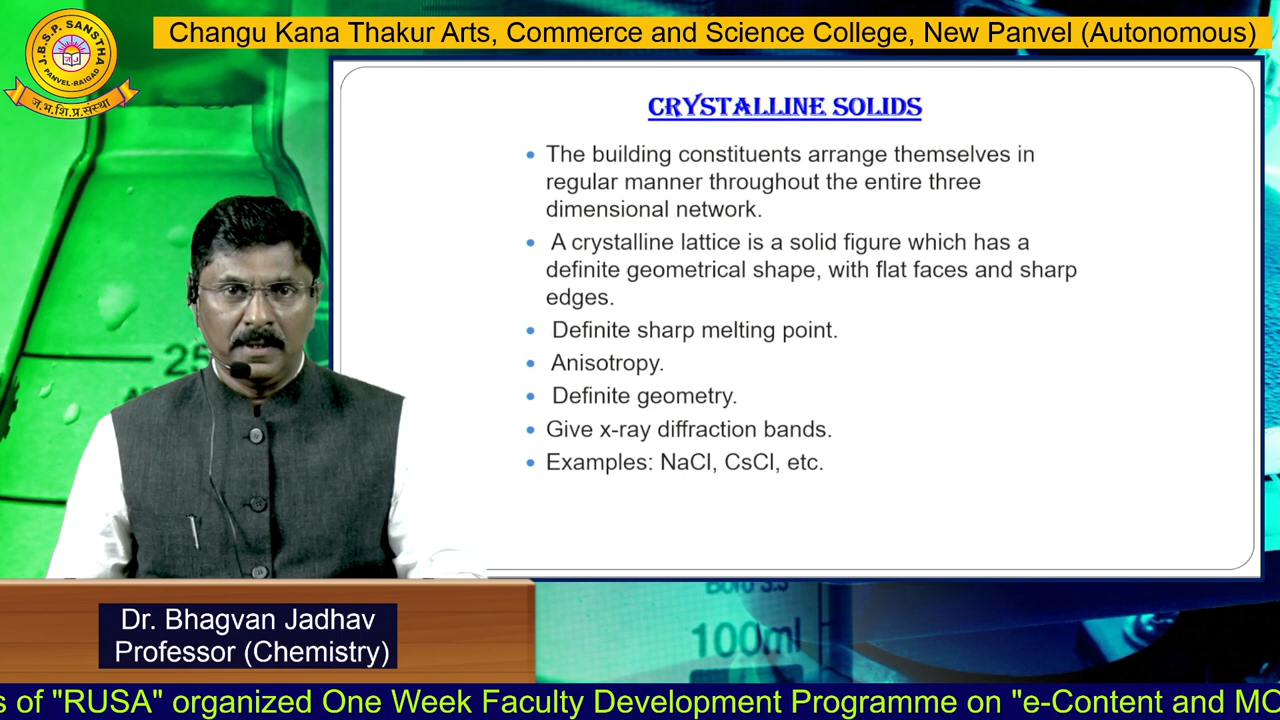 Changu Kana Thakur Arts, Commerce and Science College, New Panvel (Autonomous)
J.B.S.P. SANSTHA
PANVEL-RAIGAD
ज.भ.शि.प्र.संस्था
CRYSTALLINE SOLIDS
• The building constituents arrange themselves in
regular manner throughout the entire three
dimensional network.
• A crystalline lattice is a solid figure which has a
definite geometrical shape, with flat faces and sharp
edges.
• Definite sharp melting point.
• Anisotropy.
• Definite geometry.
• Give x-ray diffraction bands.
• Examples: NaCl, CsCl, etc.
25
100ml
Dr. Bhagvan Jadhav
Professor (Chemistry)
s of "RUSA" organized One Week Faculty Development Programme on "e-Content and MO